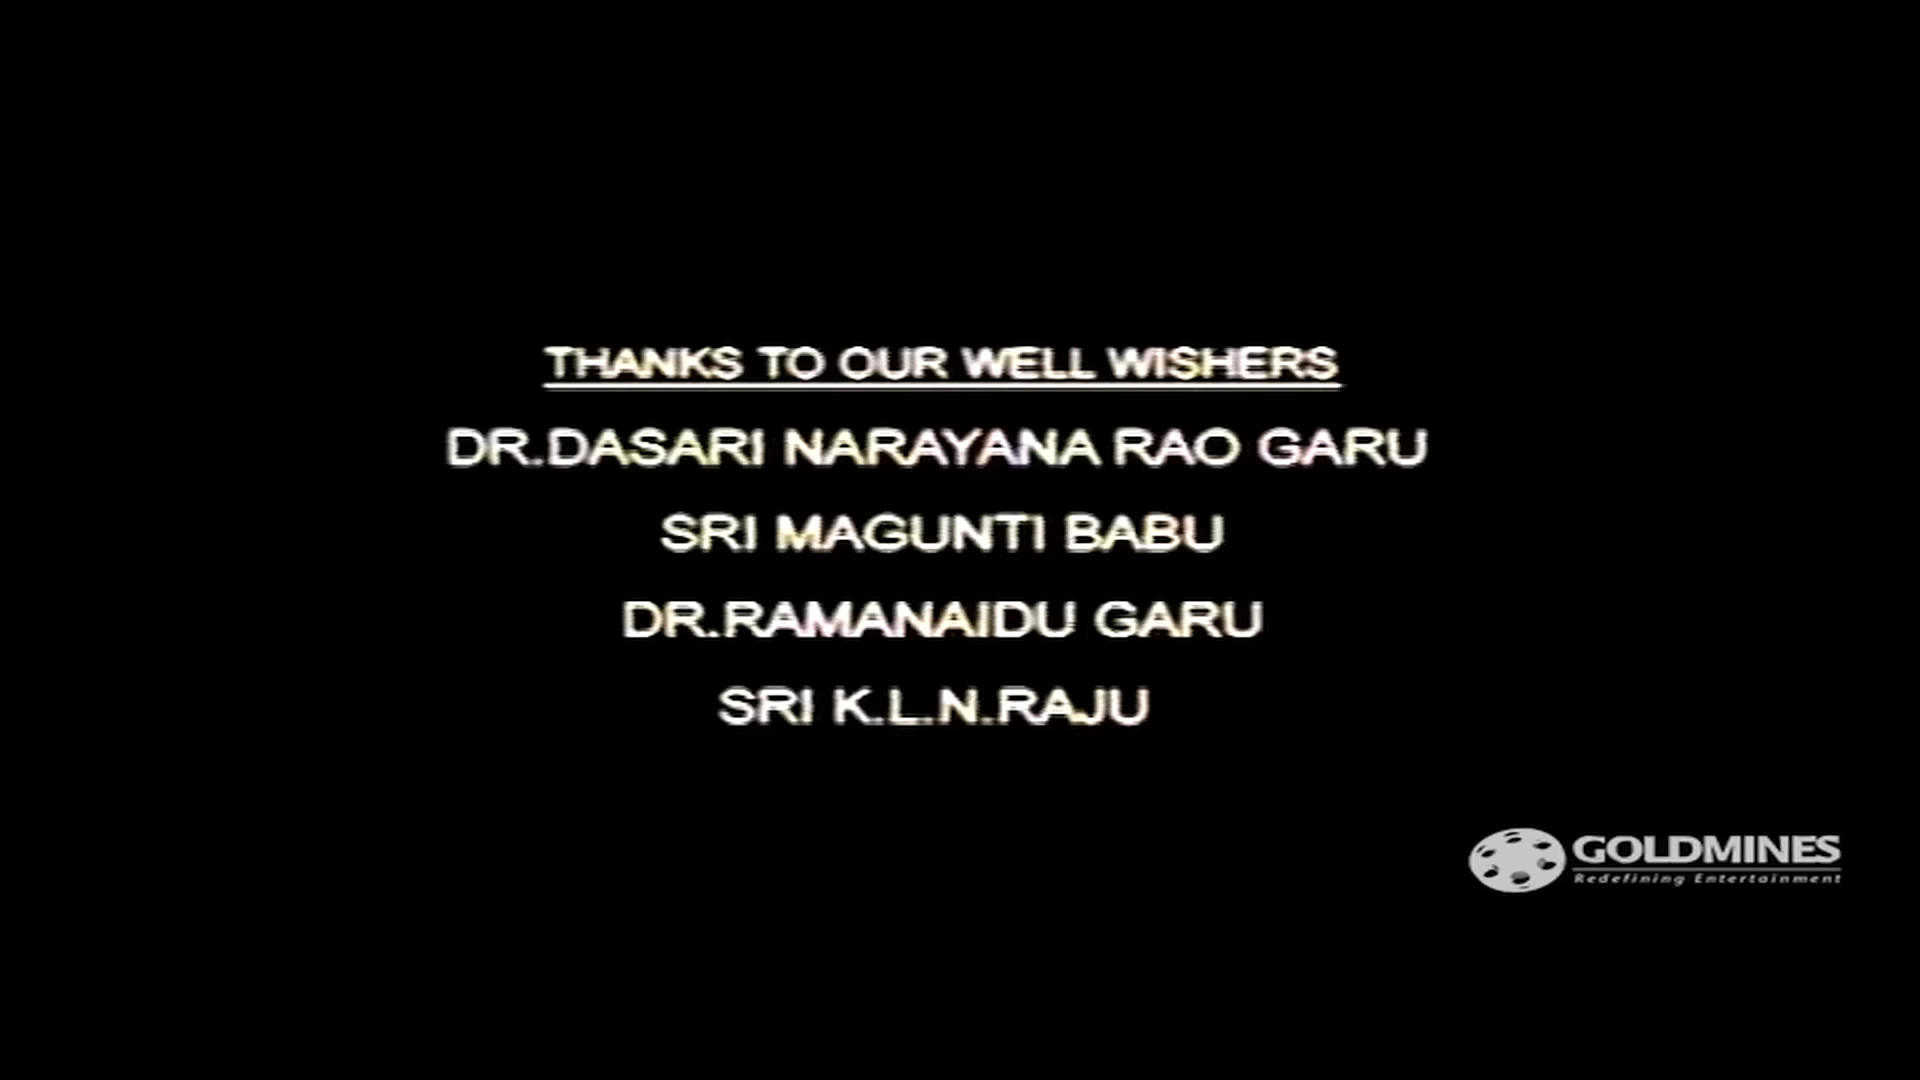 THANKS TO OUR WELL WISHERS
DR.DASARI NARAYANA RAO GARU
SRI MAGUNTI BABU
DR.RAMANAIDU GARU
SRI K.L.N.RAJU
GOLDMINES
Redefining Entertainment